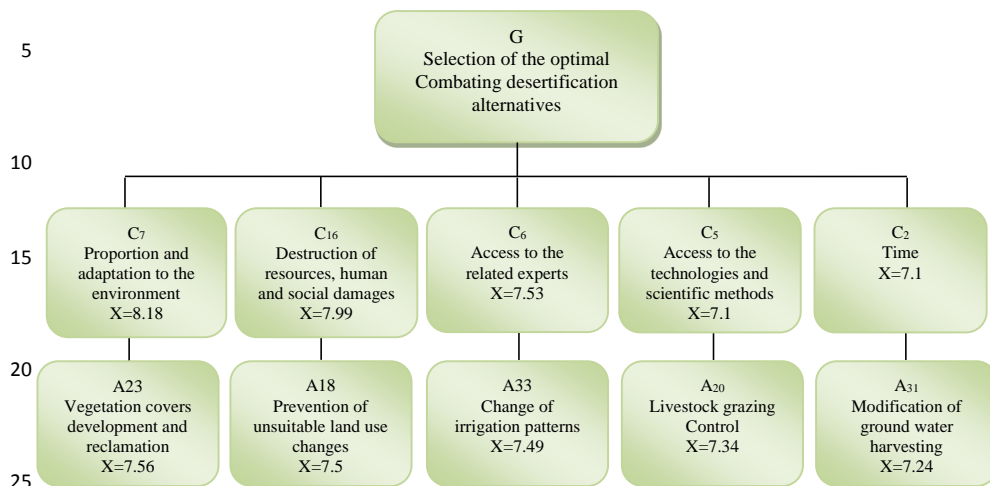 5
G
Selection of the optimal
Combating desertification
alternatives
10
C7
Proportion and
adaptation to the
environment
X=8.18
C16
Destruction of
resources, human
and social damages
X=7.99
C6
Access to the
related experts
X=7.53
C5
Access to the
technologies and
scientific methods
X=7.1
C2
Time
X=7.1
15
20
A23
Vegetation covers
development and
reclamation
X=7.56
A18
Prevention of
unsuitable land use
changes
X=7.5
A33
Change of
irrigation patterns
X=7.49
A20
Livestock grazing
Control
X=7.34
A31
Modification of
ground water
harvesting
X=7.24
25